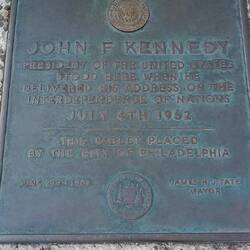 JOHN F. KENNEDY
PRESIDENT OF THE UNITED STATES
STOOD HERE WHEN HE
DELIVERED HIS ADDRESS ON THE
INTERDEPENDENCE OF NATIONS
JULY 4TH 1962
THIS TABLET PLACED
BY THE CITY OF PHILADELPHIA
JAMES H J TATE
MAYOR